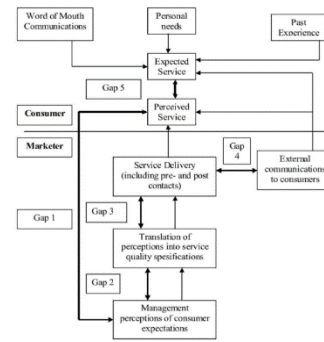 Word of Mouth
Communications
Personal
needs
Past
Experience
Expected
Service
Gap 5
Consumer
Perceived
Service
Marketer
Gap
4
Service Delivery
(including pre- and post
contacts)
External
communications
to consumers
Gap 1
Gap 3
Translation of
perceptions into service
quality spesifications
Gap 2
Management
perceptions of consumer
expectations